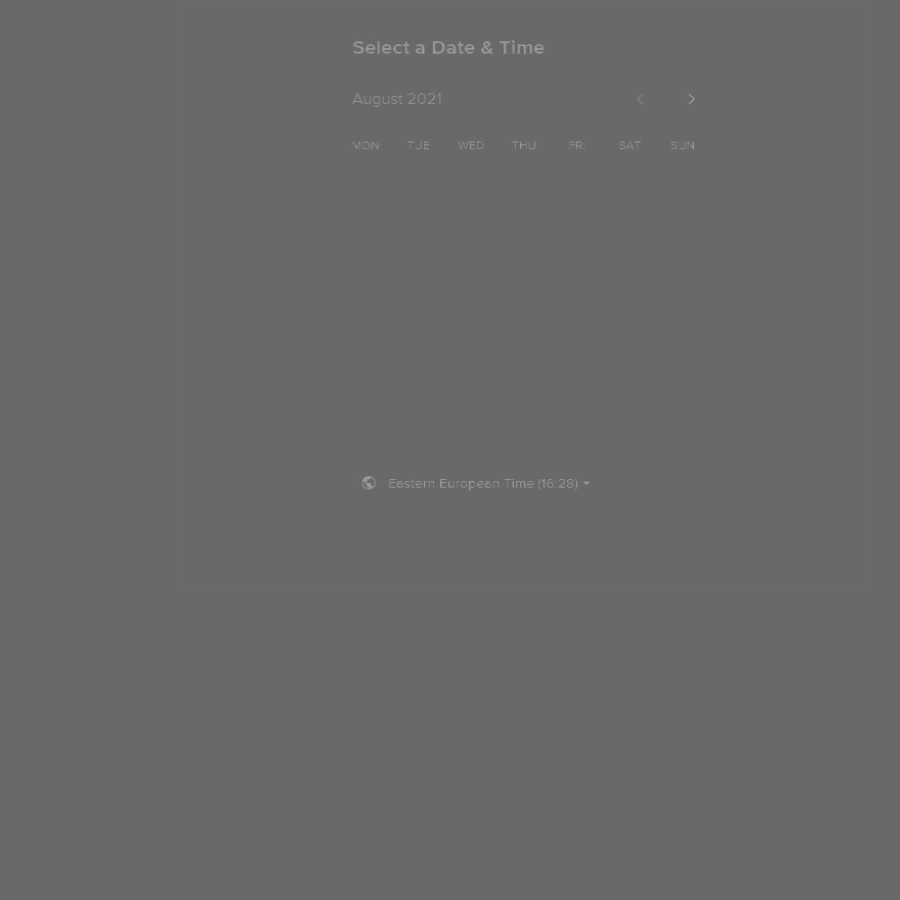 Select a Date & Time
August 2021
MON TUE WED THU FRI SAT SUN
Eastern European Time (16:28)